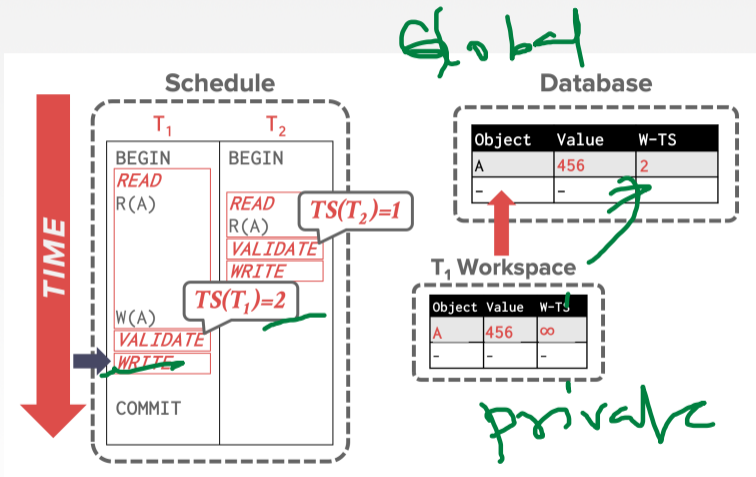 Global
Schedule
Database
T1
T2
BEGIN
BEGIN
READ
R(A)
READ
R(A)
TS(T2)=1
VALIDATE
WRITE
TS(T1)=2
W(A)
VALIDATE
WRITE
COMMIT
TIME
Object Value W-TS
A 456 2
- -
T1 Workspace
Object Value W-TS
A 456 ∞
- - -
private